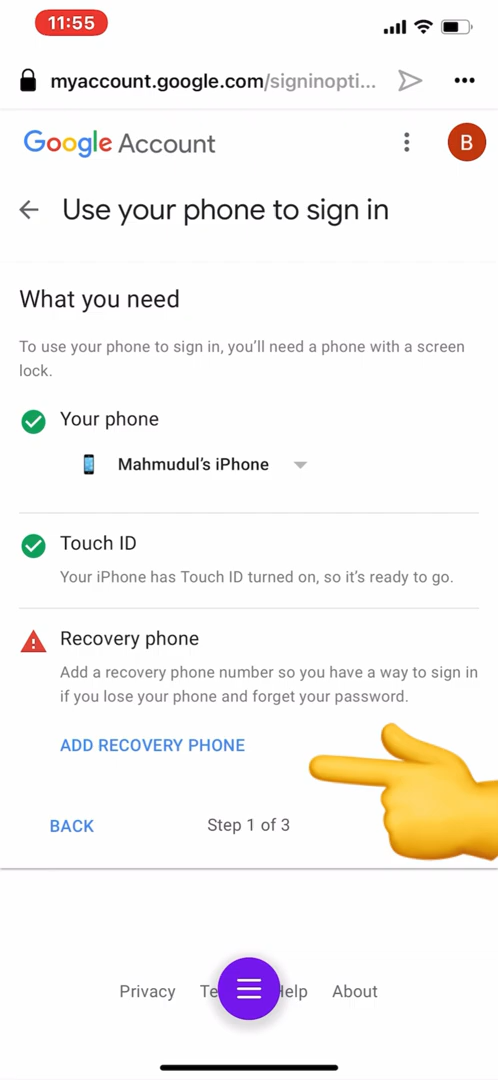 11:55
myaccount.google.com/signinopti...
Google Account
B
Use your phone to sign in
What you need
To use your phone to sign in, you'll need a phone with a screen
lock.
Your phone
Mahmudul's iPhone
Touch ID
Your iPhone has Touch ID turned on, so it's ready to go.
Recovery phone
Add a recovery phone number so you have a way to sign in
if you lose your phone and forget your password.
ADD RECOVERY PHONE
BACK Step 1 of 3
Privacy Help About